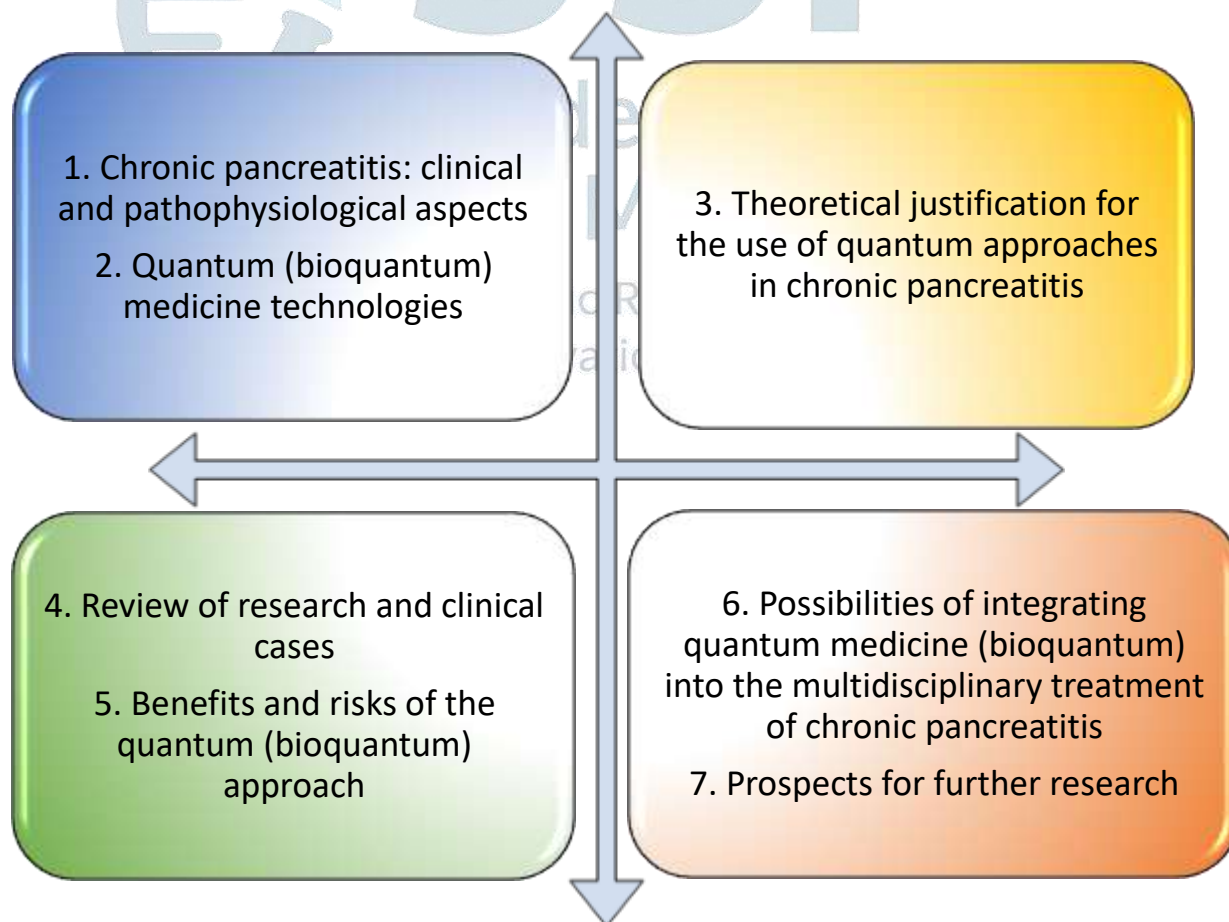 1. Chronic pancreatitis: clinical
and pathophysiological aspects
2. Quantum (bioquantum)
medicine technologies
3. Theoretical justification for
the use of quantum approaches
in chronic pancreatitis
4. Review of research and clinical
cases
5. Benefits and risks of the
quantum (bioquantum)
approach
6. Possibilities of integrating
quantum medicine (bioquantum)
into the multidisciplinary treatment
of chronic pancreatitis
7. Prospects for further research